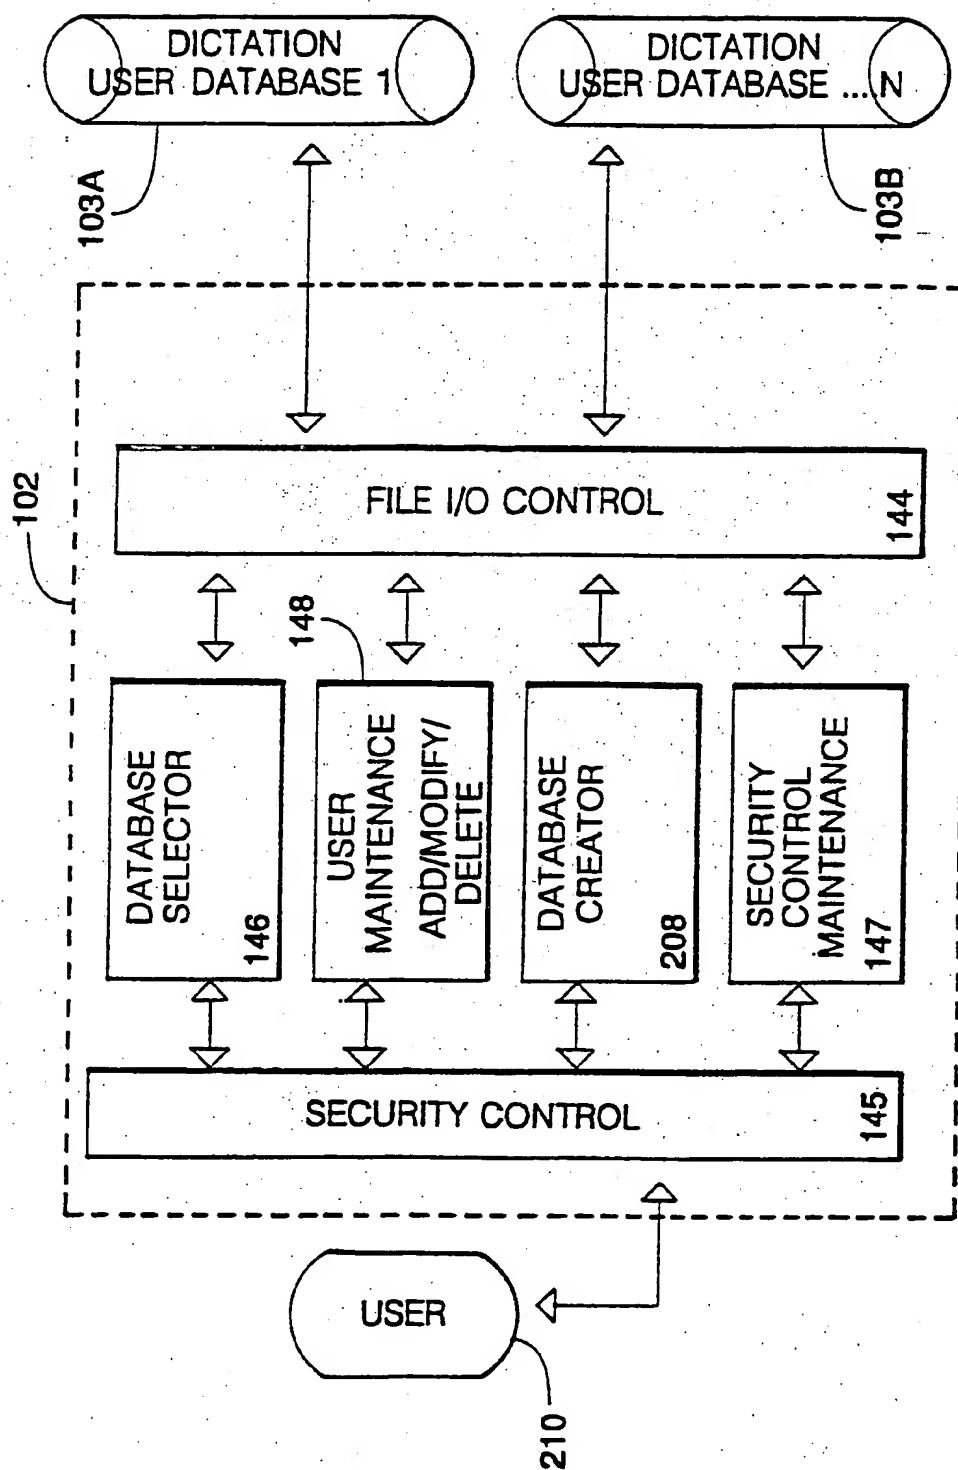 DICTATION
USER DATABASE 1
103A
DICTATION
USER DATABASE ....N
103B
102
FILE I/O CONTROL
144
DATABASE
SELECTOR
146
148
USER
MAINTENANCE
ADD/MODIFY/
DELETE
DATABASE
CREATOR
208
SECURITY
CONTROL
MAINTENANCE
147
SECURITY CONTROL
145
USER
210